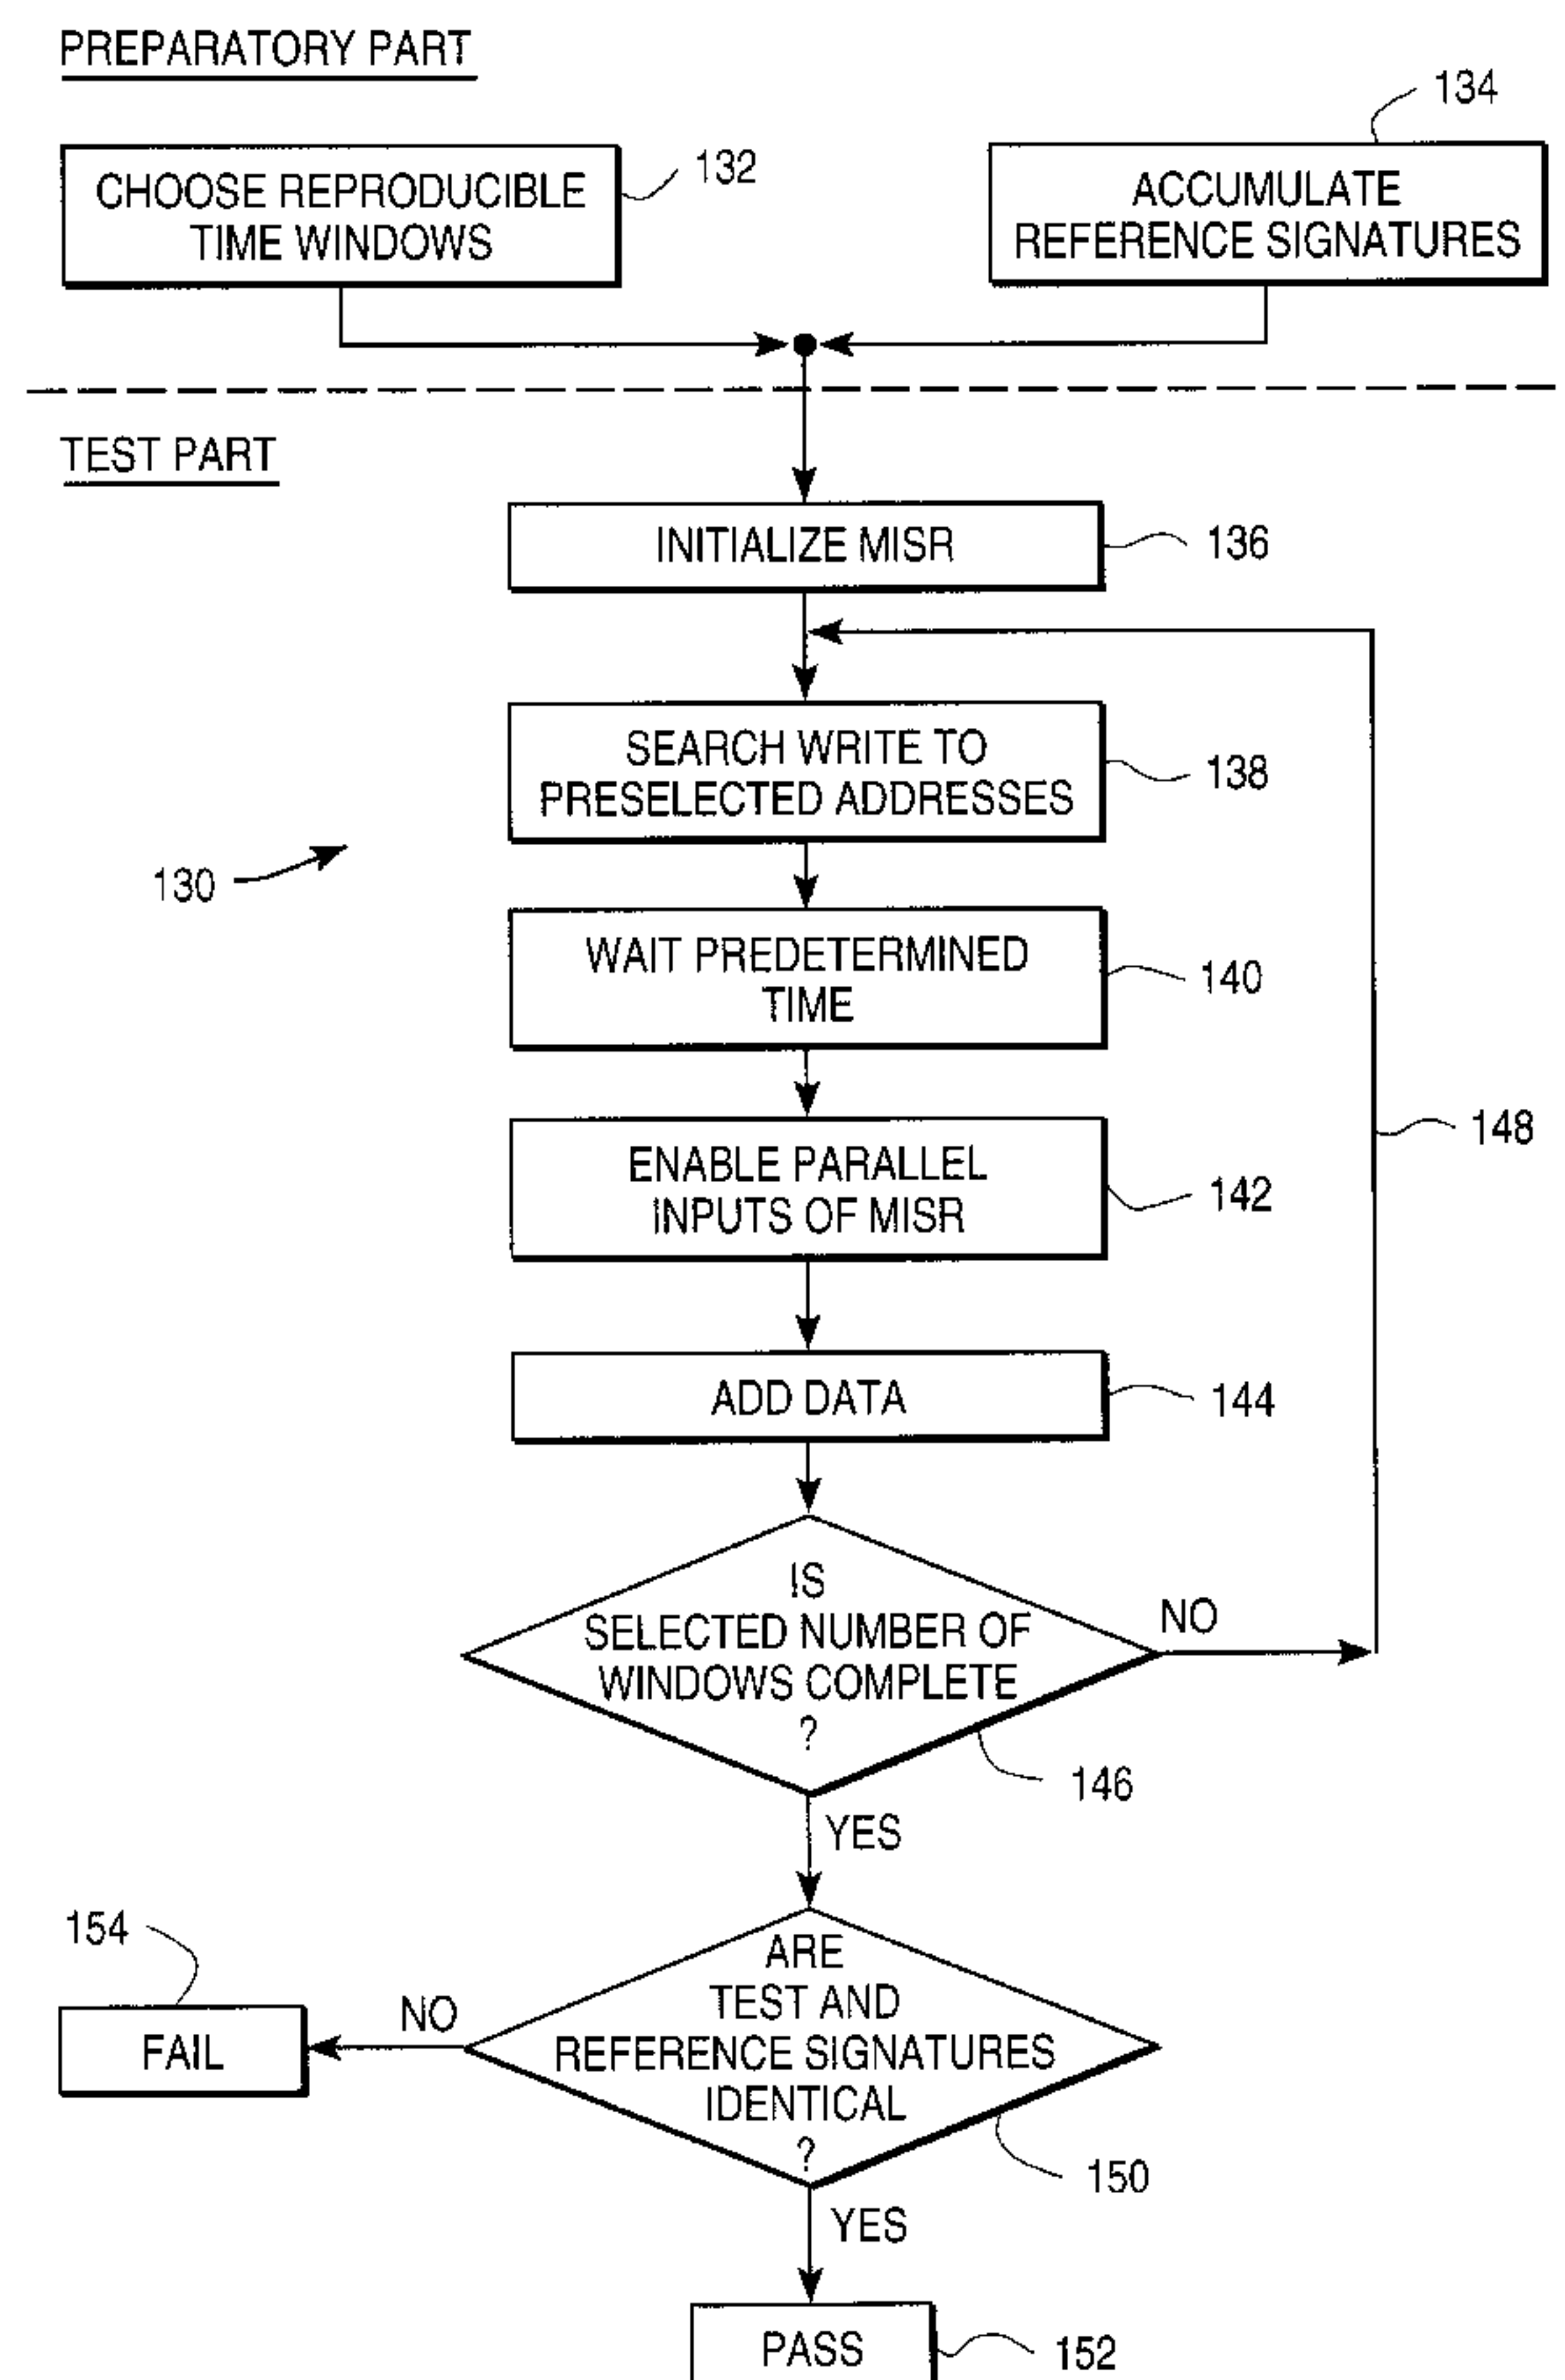 PREPARATORY PART
134
CHOOSE REPRODUCIBLE
TIME WINDOWS
132
ACCUMULATE
REFERENCE SIGNATURES
TEST PART
INITIALIZE MISR
136
SEARCH WRITE TO
PRESELECTED ADDRESSES
138
130
WAIT PREDETERMINED
TIME
140
ENABLE PARALLEL
INPUTS OF MISR
142
148
ADD DATA
144
IS
SELECTED NUMBER OF
WINDOWS COMPLETE
?
NO
146
YES
154
ARE
TEST AND
REFERENCE SIGNATURES
IDENTICAL
?
NO
FAIL
150
YES
PASS
152